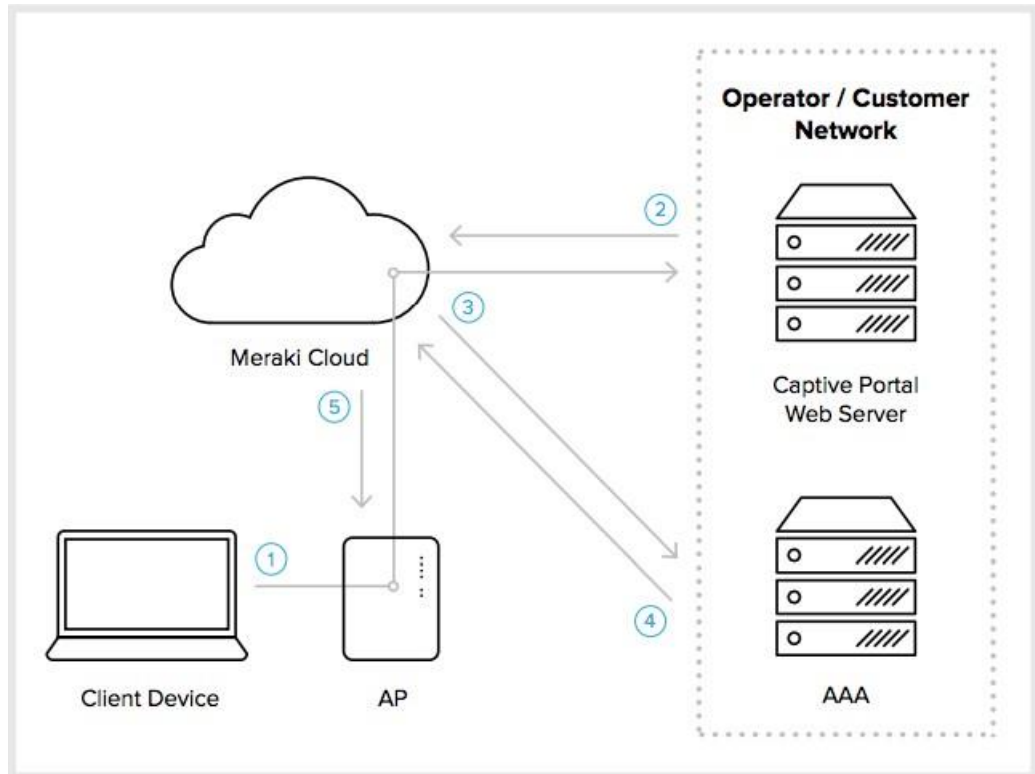 Operator / Customer
Network
2
3
Meraki Cloud
Captive Portal
Web Server
5
1
4
Client Device
AP
AAA